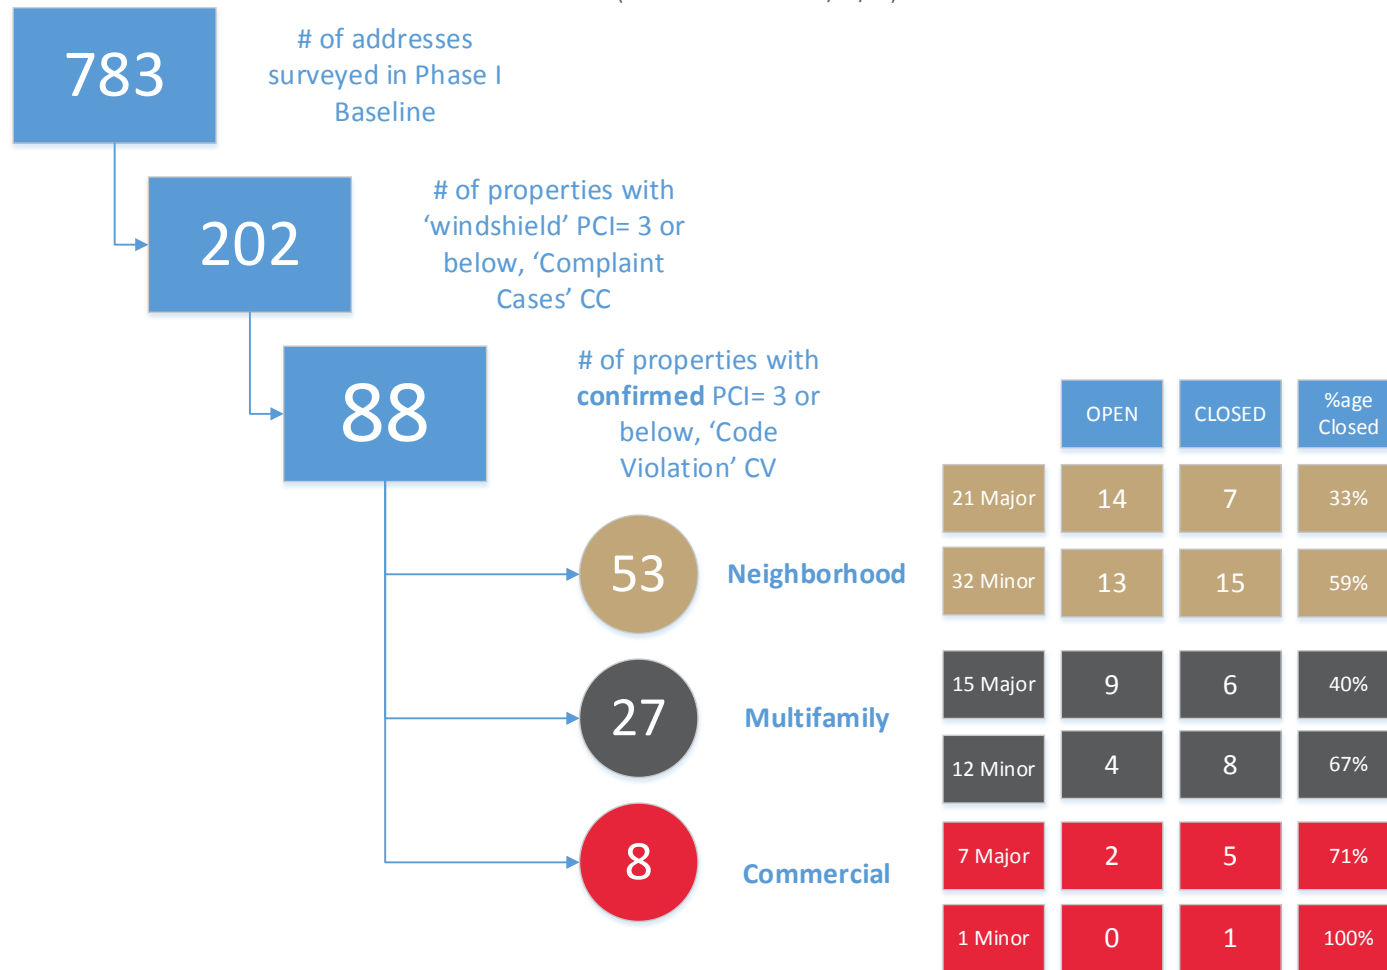 783
# of addresses
surveyed in Phase I
Baseline
202
# of properties with
‘windshield’ PCI= 3 or
below, ‘Complaint
Cases’ CC
88
# of properties with
confirmed PCI= 3 or
below, ‘Code
Violation’ CV
OPEN
CLOSED
%age
Closed
53
Neighborhood
21 Major
14
7
33%
32 Minor
13
15
59%
27
Multifamily
15 Major
9
6
40%
12 Minor
4
8
67%
8
Commercial
7 Major
2
5
71%
1 Minor
0
1
100%